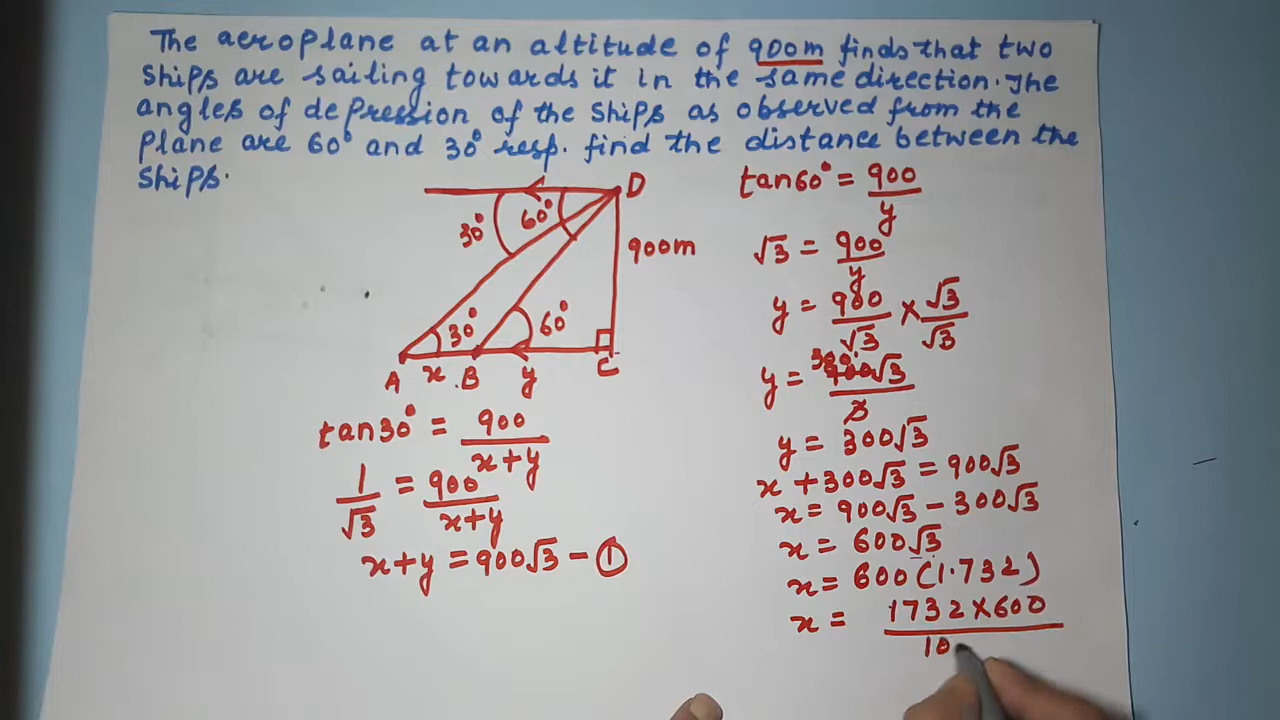 The aeroplane at an altitude of 900m finds that two
ships are sailing towards it in the same direction. The
angles of depression of the ships as observed from the
plane are 60° and 30° resp. find the distance between the
ships.
D
30°
60°
900m
30°
60°
A x B y C
tan30° = 900/x+y
1/√3 = 900/x+y
x+y = 900√3 - ①
tan60° = 900/y
√3 = 900/y
y = 900/√3 × √3/√3
300
y = 900√3/3
y = 300√3
x + 300√3 = 900√3
x = 900√3 - 300√3
x = 600√3
x = 600 (1.732)
x = 1732×600/10